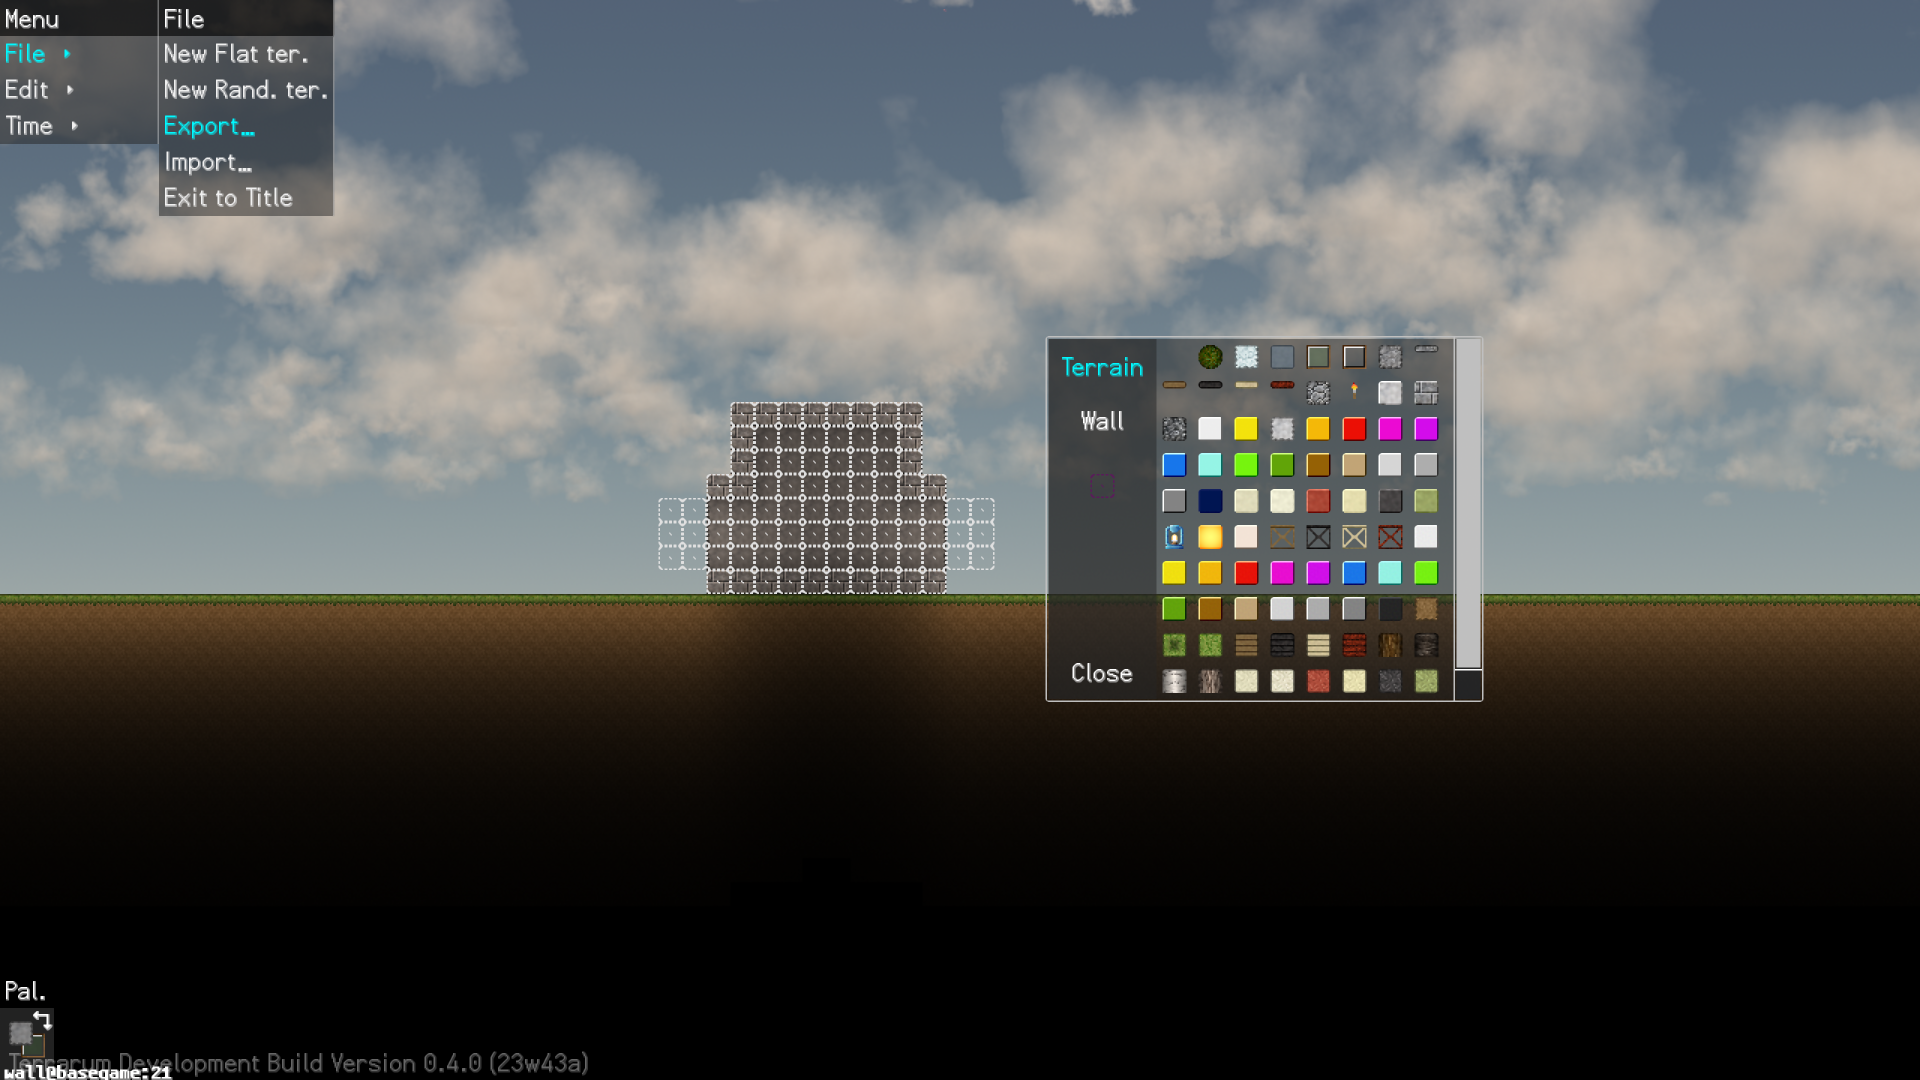 Menu
File
Edit
Time
File
New Flat ter.
New Rand. ter.
Export…
Import…
Exit to Title
Terrain
Wall
Close
Pal.
Terrarum Development Build Version 0.4.0 (23w43a)
wall@basegame:21